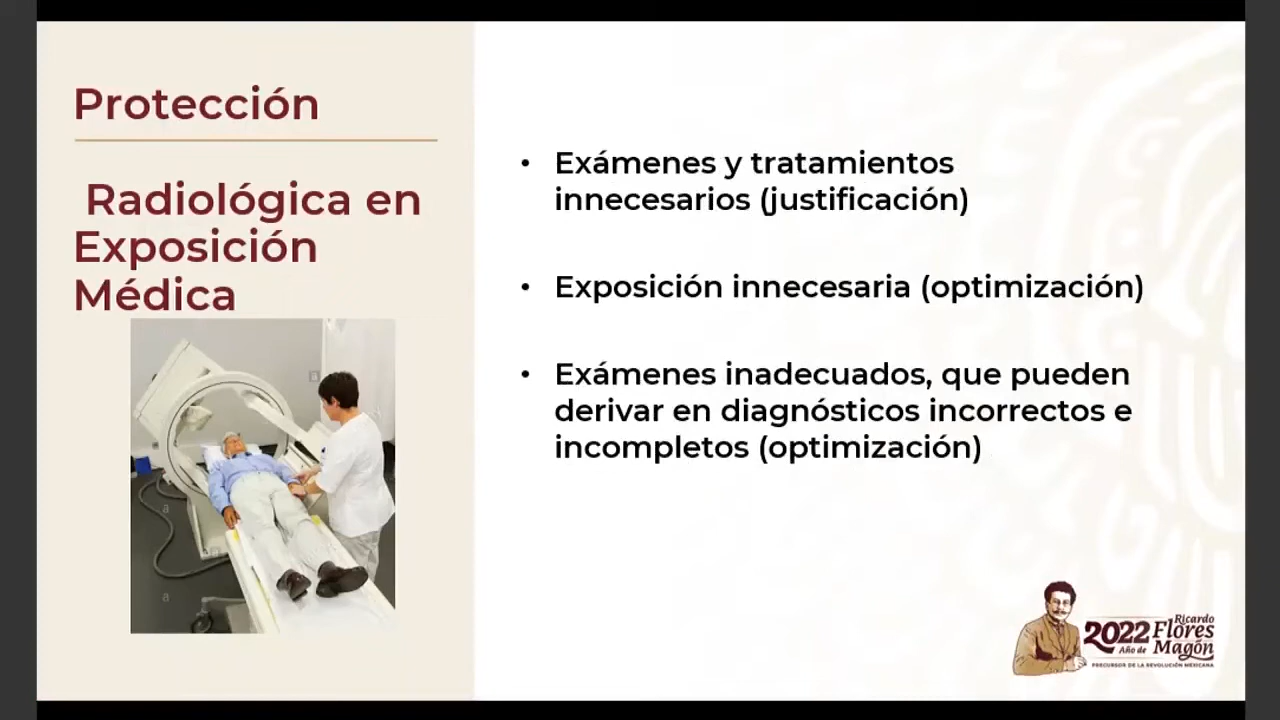 Protección
Radiológica en
Exposición
Médica
• Exámenes y tratamientos
innecesarios (justificación)
• Exposición innecesaria (optimización)
• Exámenes inadecuados, que pueden
derivar en diagnósticos incorrectos e
incompletos (optimización)
a
a
a
a
2022 Ricardo
Flores
Año de Magón
PRECURSOR DE LA REVOLUCIÓN MEXICANA